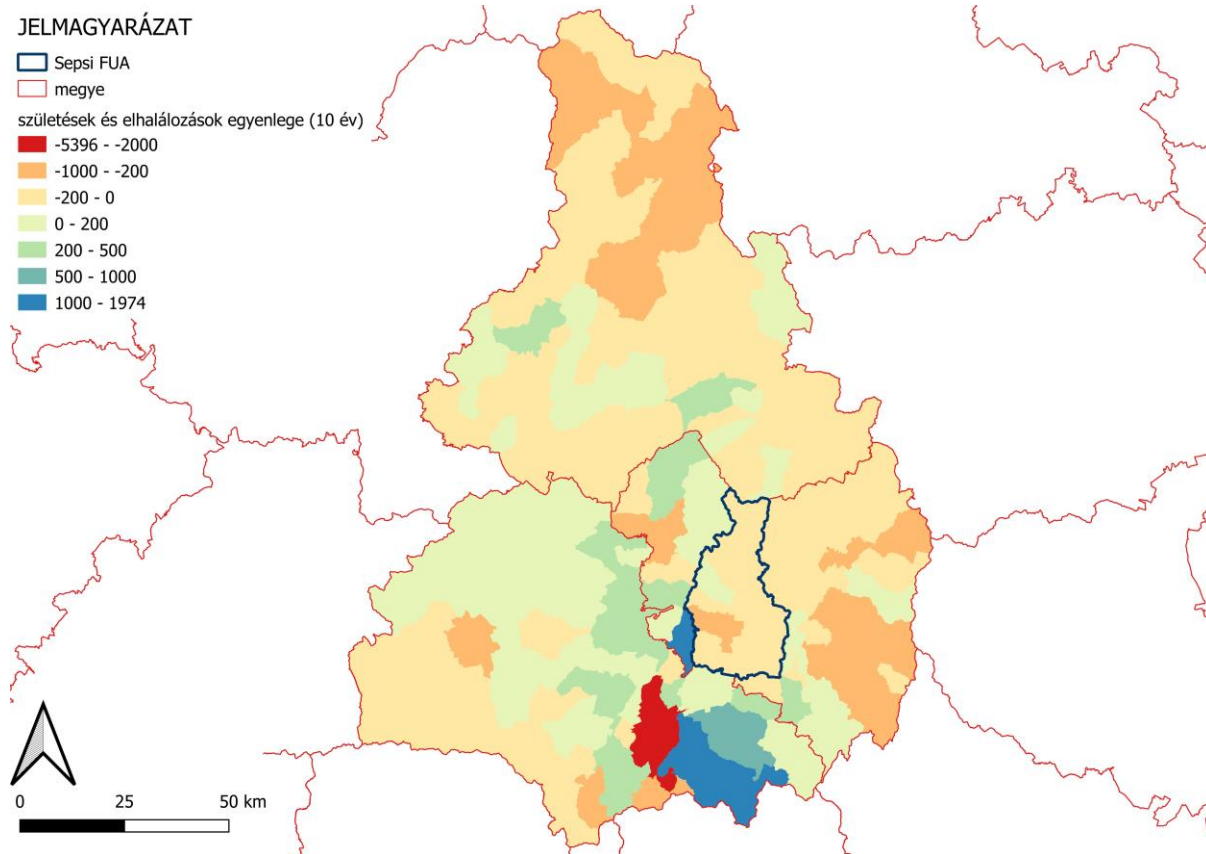 JELMAGYARÁZAT
Sepsi FUA
megye
születések és elhalálozások egyenlege (10 év)
-5396 - -2000
-1000 - -200
-200 - 0
0 - 200
200 - 500
500 - 1000
1000 - 1974
0 25 50 km